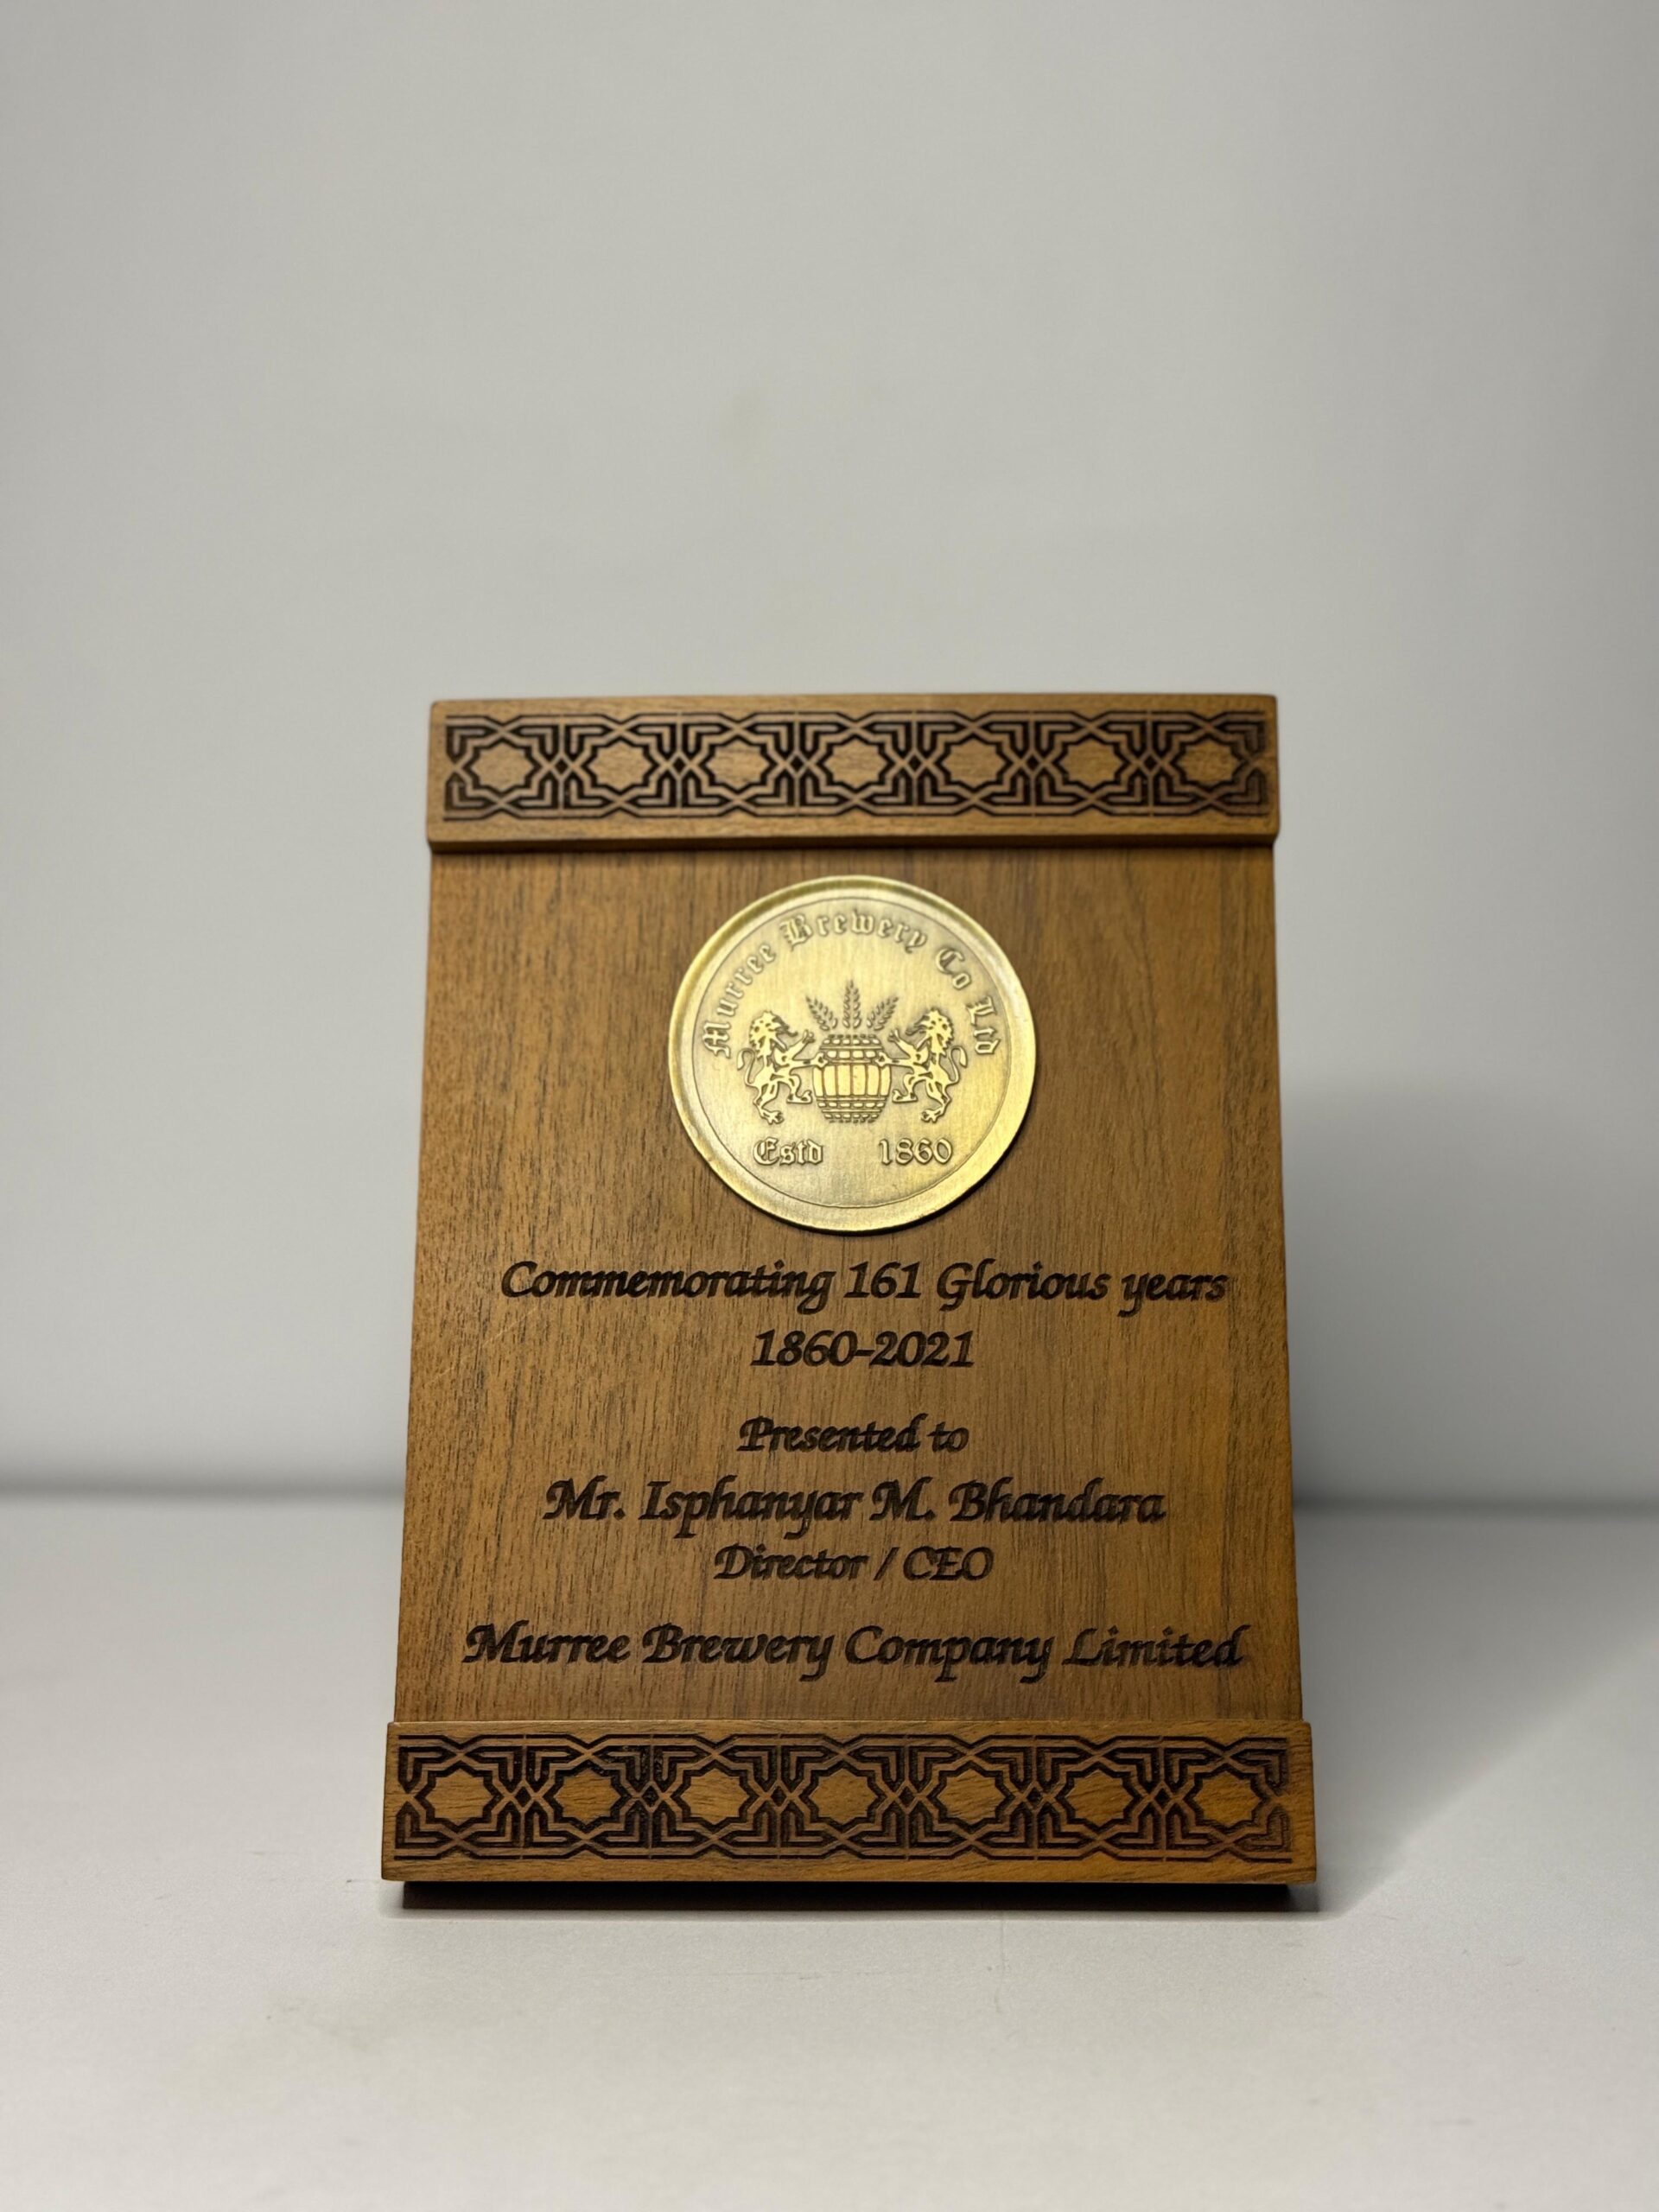 Murree Brewery Co Ltd
Estd 1860
Commemorating 161 Glorious years
1860-2021
Presented to
Mr. Isphanyar M. Bhandara
Director / CEO
Murree Brewery Company Limited